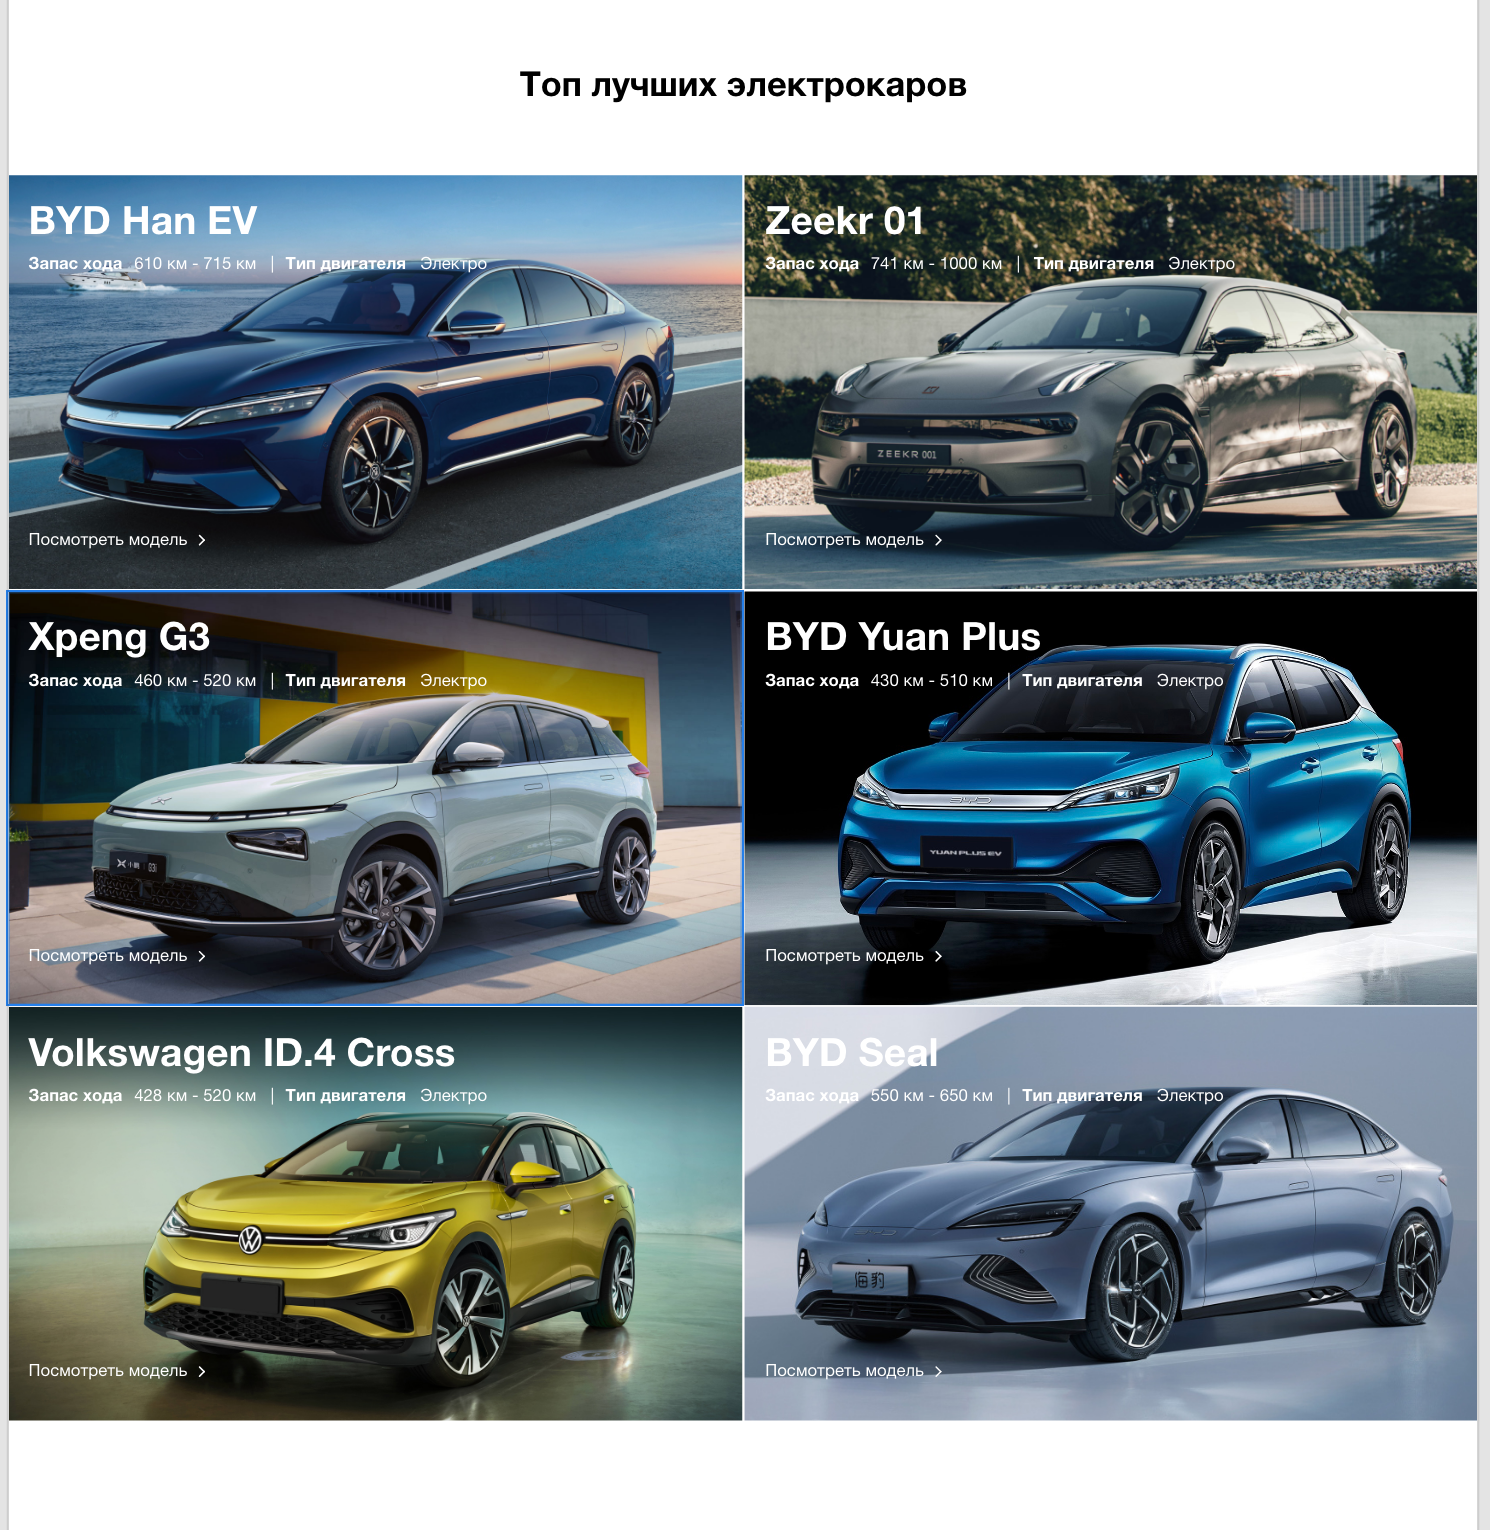 Топ лучших электрокаров
BYD Han EV
Запас хода 610 км - 715 км | Тип двигателя Электро
Посмотреть модель >
Zeekr 01
Запас хода 741 км - 1000 км | Тип двигателя Электро
ZEEKR 001
Посмотреть модель >
Xpeng G3
Запас хода 460 км - 520 км | Тип двигателя Электро
小鹏 G3i
Посмотреть модель >
BYD Yuan Plus
Запас хода 430 км - 510 км | Тип двигателя Электро
BYD
YUAN PLUS EV
Посмотреть модель >
Volkswagen ID.4 Cross
Запас хода 428 км - 520 км | Тип двигателя Электро
Посмотреть модель >
BYD Seal
Запас хода 550 км - 650 км | Тип двигателя Электро
海豹
Посмотреть модель >